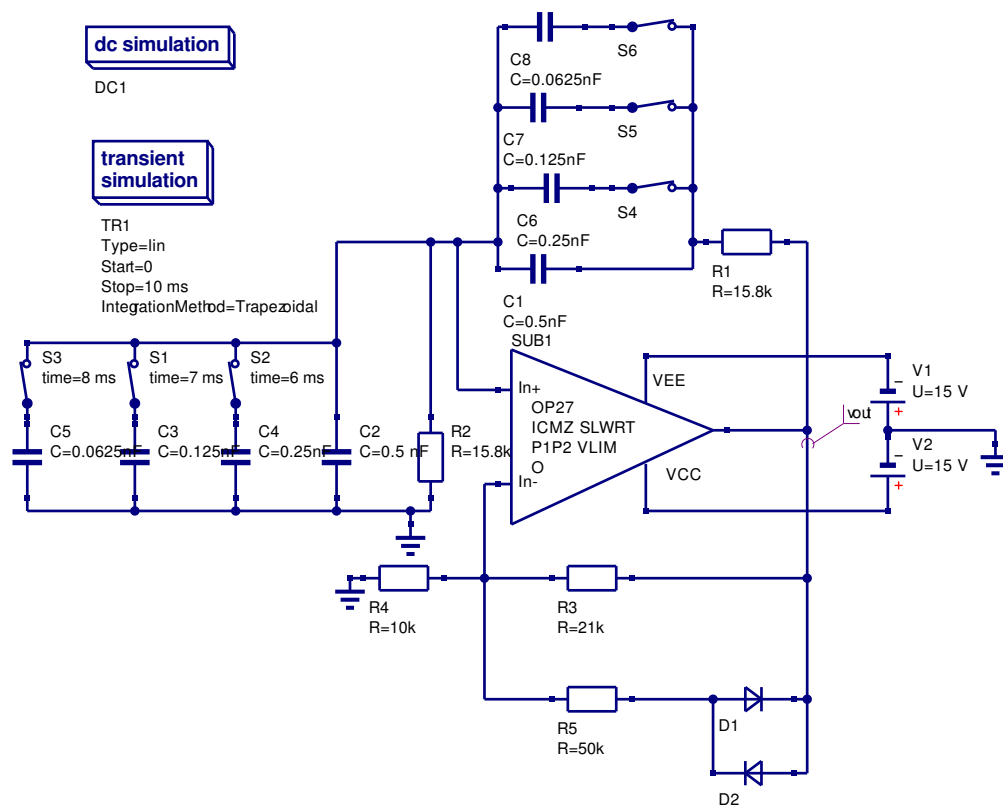 dc simulation
DC1
transient
simulation
TR1
Type=lin
Start=0
Stop=10 ms
IntegrationMethod=Trapezoidal
S6
C8
C=0.0625nF
S5
C7
C=0.125nF
S4
C6
C=0.25nF
C1
C=0.5nF
R1
R=15.8k
S3
time=8 ms
S1
time=7 ms
S2
time=6 ms
C5
C=0.0625nF
C3
C=0.125nF
C4
C=0.25nF
C2
C=0.5 nF
R2
R=15.8k
SUB1
In+
OP27
ICMZ SLWRT
P1P2 VLIM
O
In-
VEE
VCC
vout
V1
U=15 V
V2
U=15 V
− 
+
−
+
R4
R=10k
R3
R=21k
R5
R=50k
D1
D2